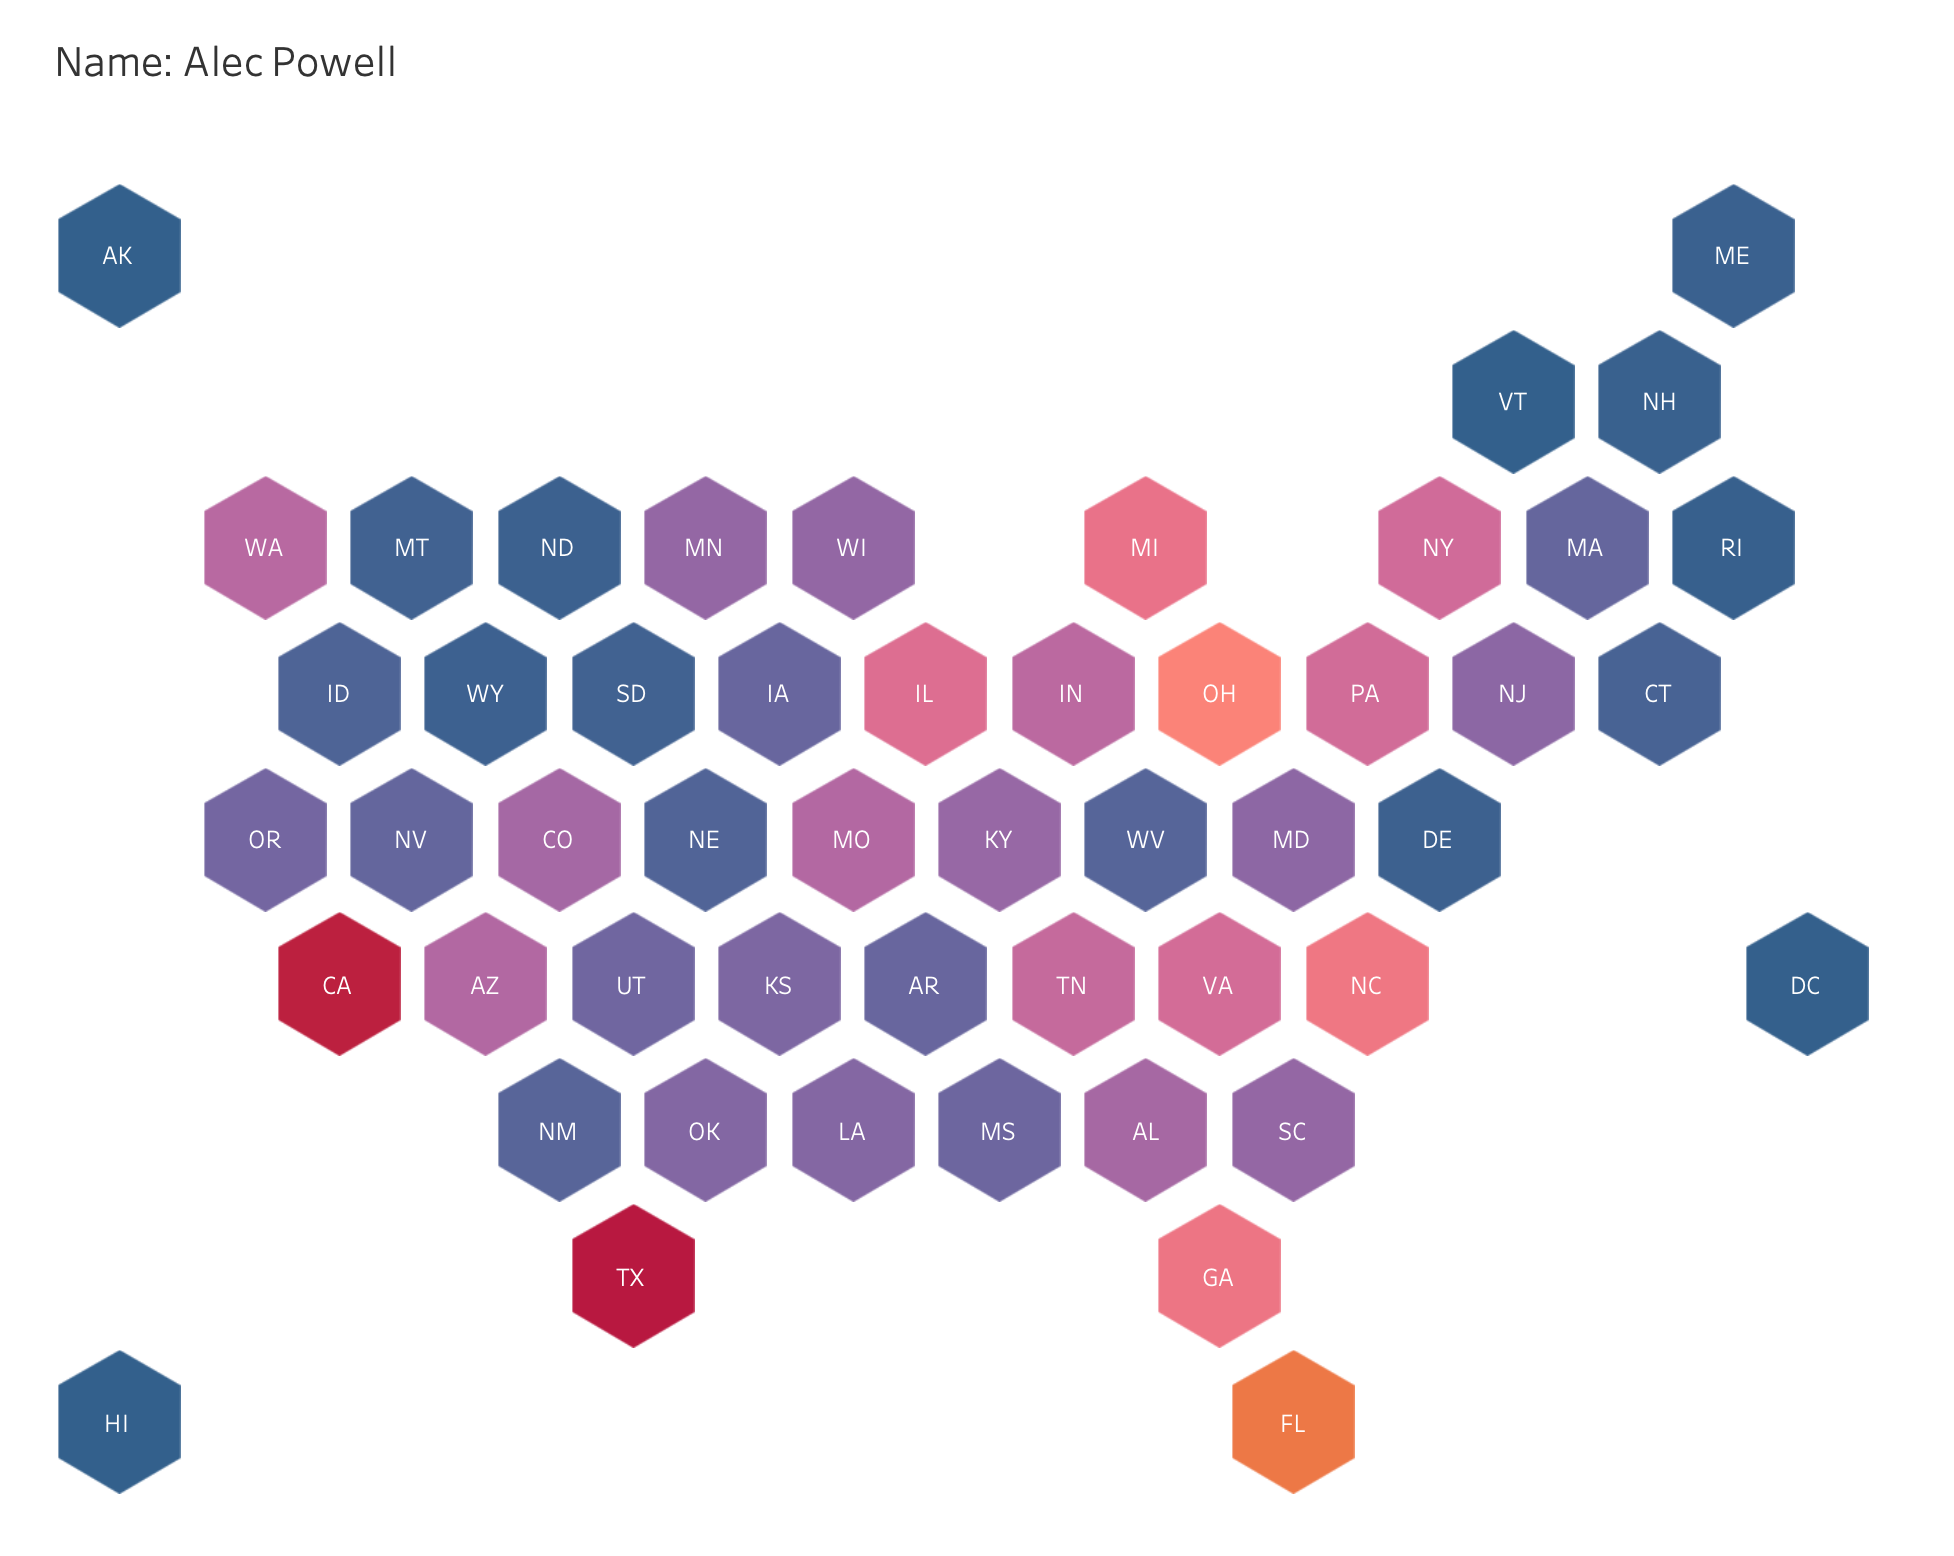 Name: Alec Powell
AK ME
VT NH
WA MT ND MN WI MI NY MA RI
ID WY SD IA IL IN OH PA NJ CT
OR NV CO NE MO KY WV MD DE
CA AZ UT KS AR TN VA NC DC
NM OK LA MS AL SC
TX GA
HI FL